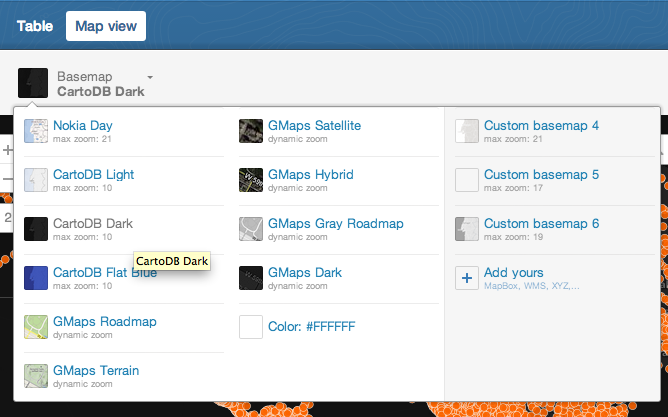 Table
Map view
Basemap
CartoDB Dark
Nokia Day
max zoom: 21
CartoDB Light
max zoom: 10
CartoDB Dark
max zoom: 10
CartoDB Dark
CartoDB Flat Blue
max zoom: 10
GMaps Roadmap
dynamic zoom
GMaps Terrain
dynamic zoom
GMaps Satellite
dynamic zoom
GMaps Hybrid
dynamic zoom
GMaps Gray Roadmap
dynamic zoom
GMaps Dark
dynamic zoom
Color: #FFFFFF
Custom basemap 4
max zoom: 21
Custom basemap 5
max zoom: 17
Custom basemap 6
max zoom: 19
Add yours
MapBox, WMS, XYZ,...
2